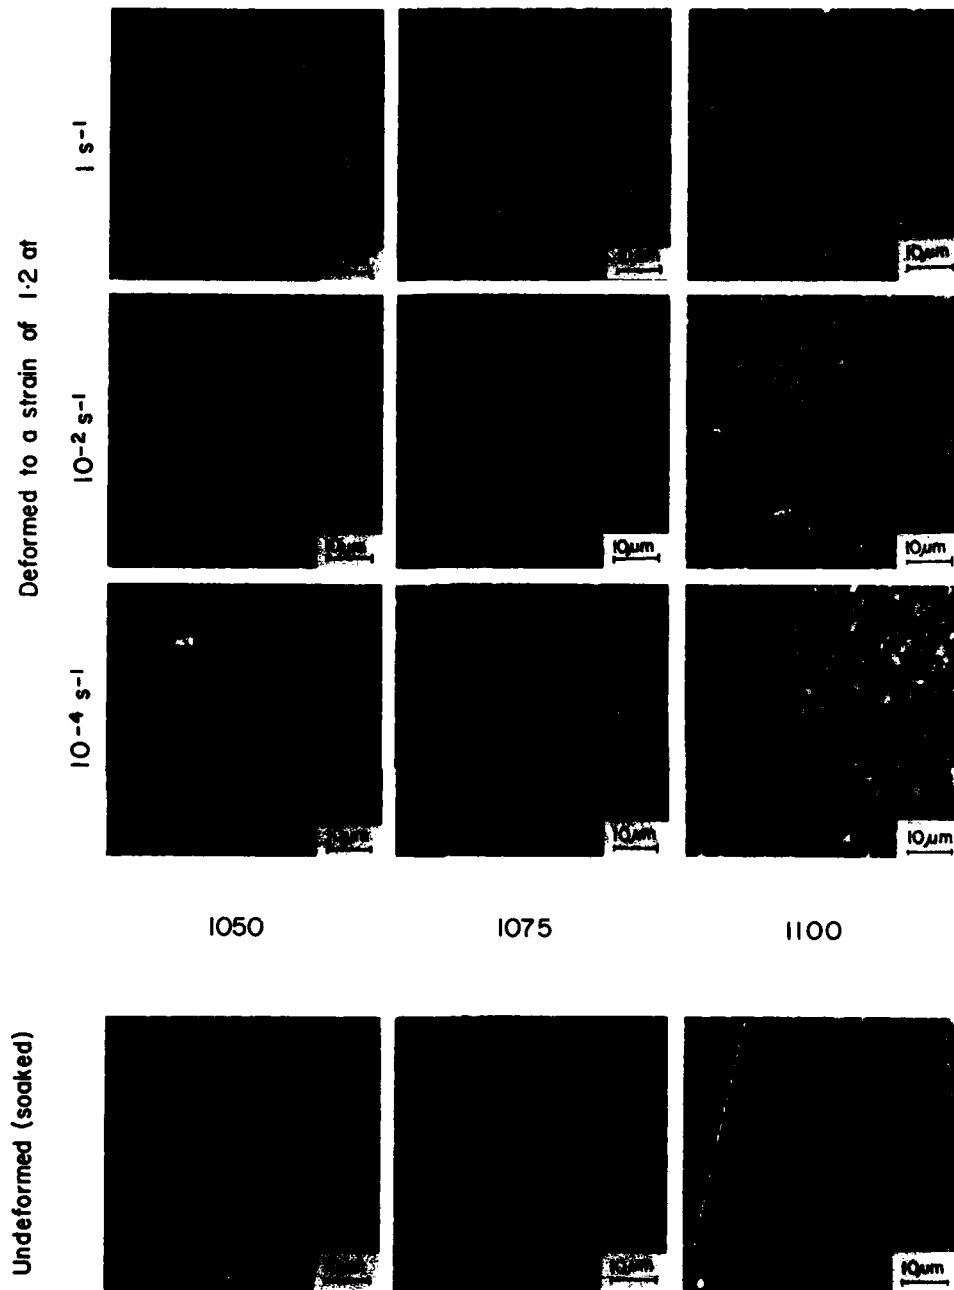 Deformed to a strain of 1·2 at
1 s⁻¹
10⁻² s⁻¹
10⁻⁴ s⁻¹
Undeformed (soaked)
10μm
10μm
10μm
10μm
10μm
10μm
1050
1075
1100
10μm
10μm